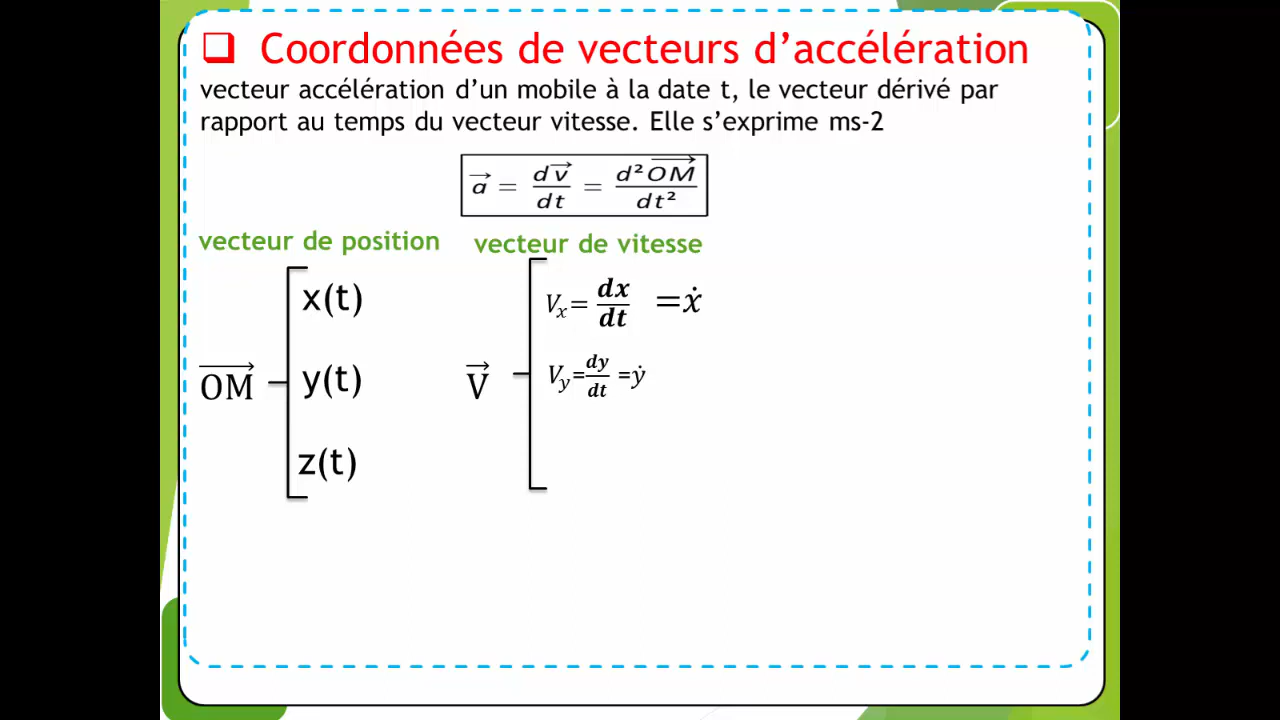 ❑ Coordonnées de vecteurs d’accélération
vecteur accélération d’un mobile à la date t, le vecteur dérivé par
rapport au temps du vecteur vitesse. Elle s’exprime ms-2
a⃗ = dv⃗/dt = d²OM⃗/dt²
vecteur de position
vecteur de vitesse
x(t)
Vx= dx/dt =ẋ
OM⃗
y(t)
V⃗
Vy=dy/dt =ẏ
z(t)